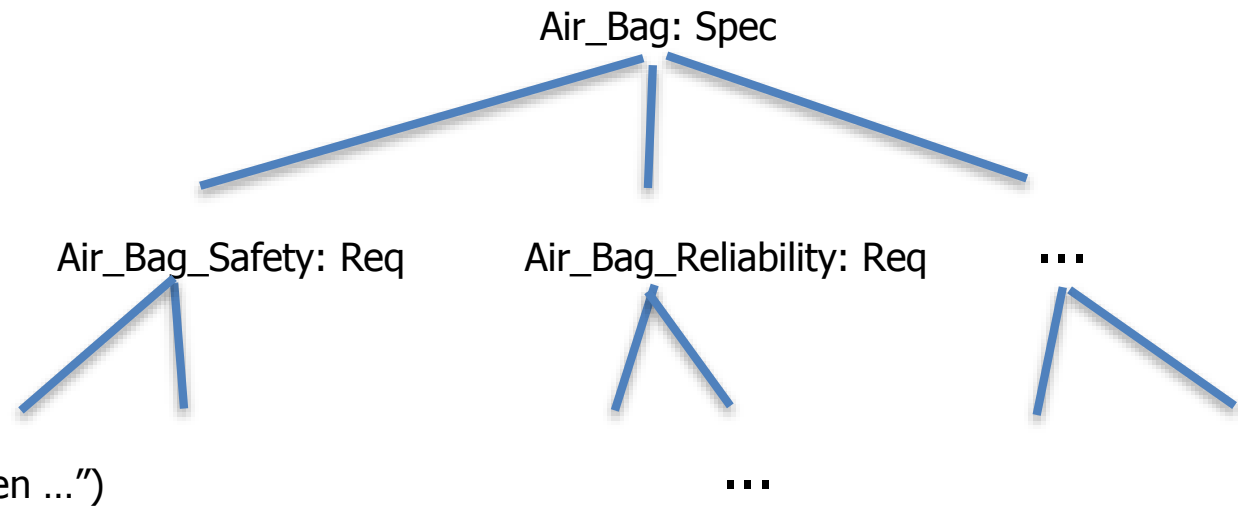 Air_Bag: Spec
Air_Bag_Safety: Req Air_Bag_Reliability: Req ...
en …”) ...